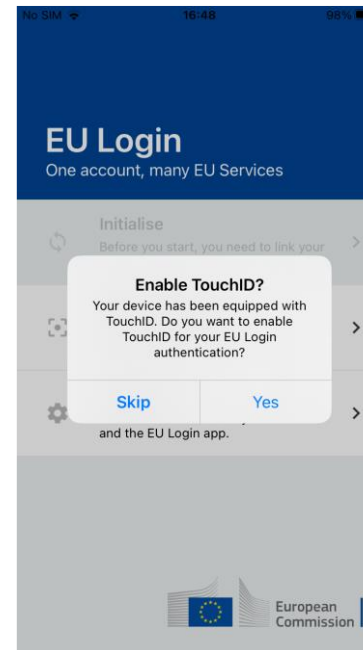 No SIM 16:48 98%
EU Login
One account, many EU Services
Initialise
Before you start, you need to link your
Enable TouchID?
Your device has been equipped with
TouchID. Do you want to enable
TouchID for your EU Login
authentication?
Skip Yes
and the EU Login app.
European
Commission